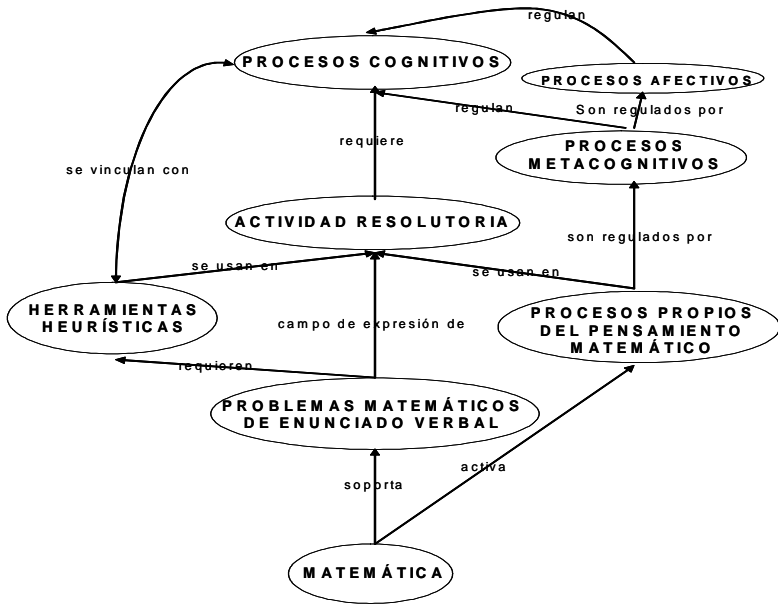 regulan
PROCESOS COGNITIVOS
PROCESOS AFECTIVOS
regulan
Son regulados por
requiere
PROCESOS
METACOGNITIVOS
se vinculan con
ACTIVIDAD RESOLUTORIA
son regulados por
se usan en
se usan en
HERRAMIENTAS
HEURÍSTICAS
campo de expresión de
PROCESOS PROPIOS
DEL PENSAMIENTO
MATEMÁTICO
requieren
PROBLEMAS MATEMÁTICOS
DE ENUNCIADO VERBAL
activa
soporta
MATEMÁTICA